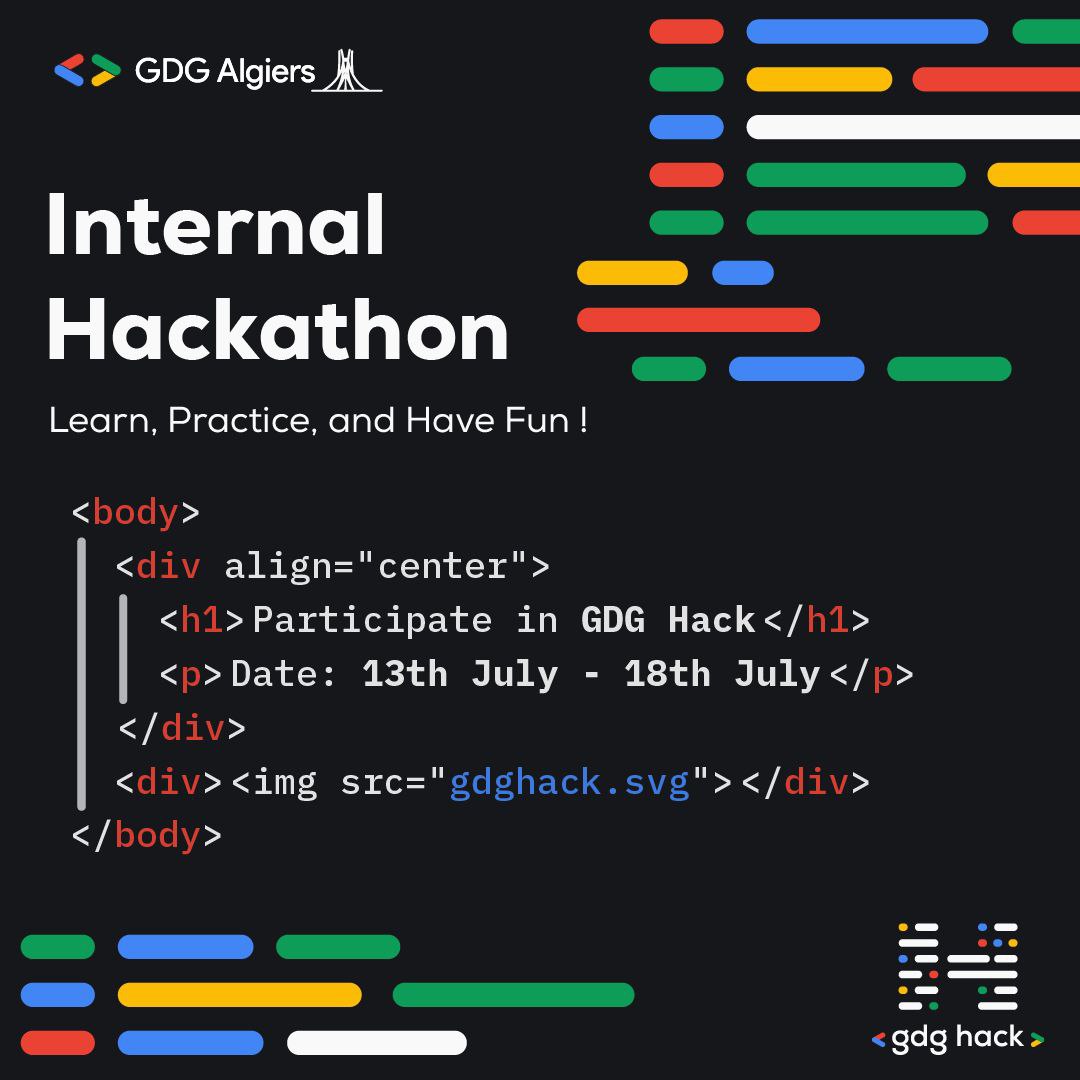 GDG Algiers
Internal
Hackathon
Learn, Practice, and Have Fun !
<body>
<div align="center">
<h1>Participate in GDG Hack</h1>
<p>Date: 13th July - 18th July</p>
</div>
<div><img src="gdghack.svg"></div>
</body>
<gdg hack>